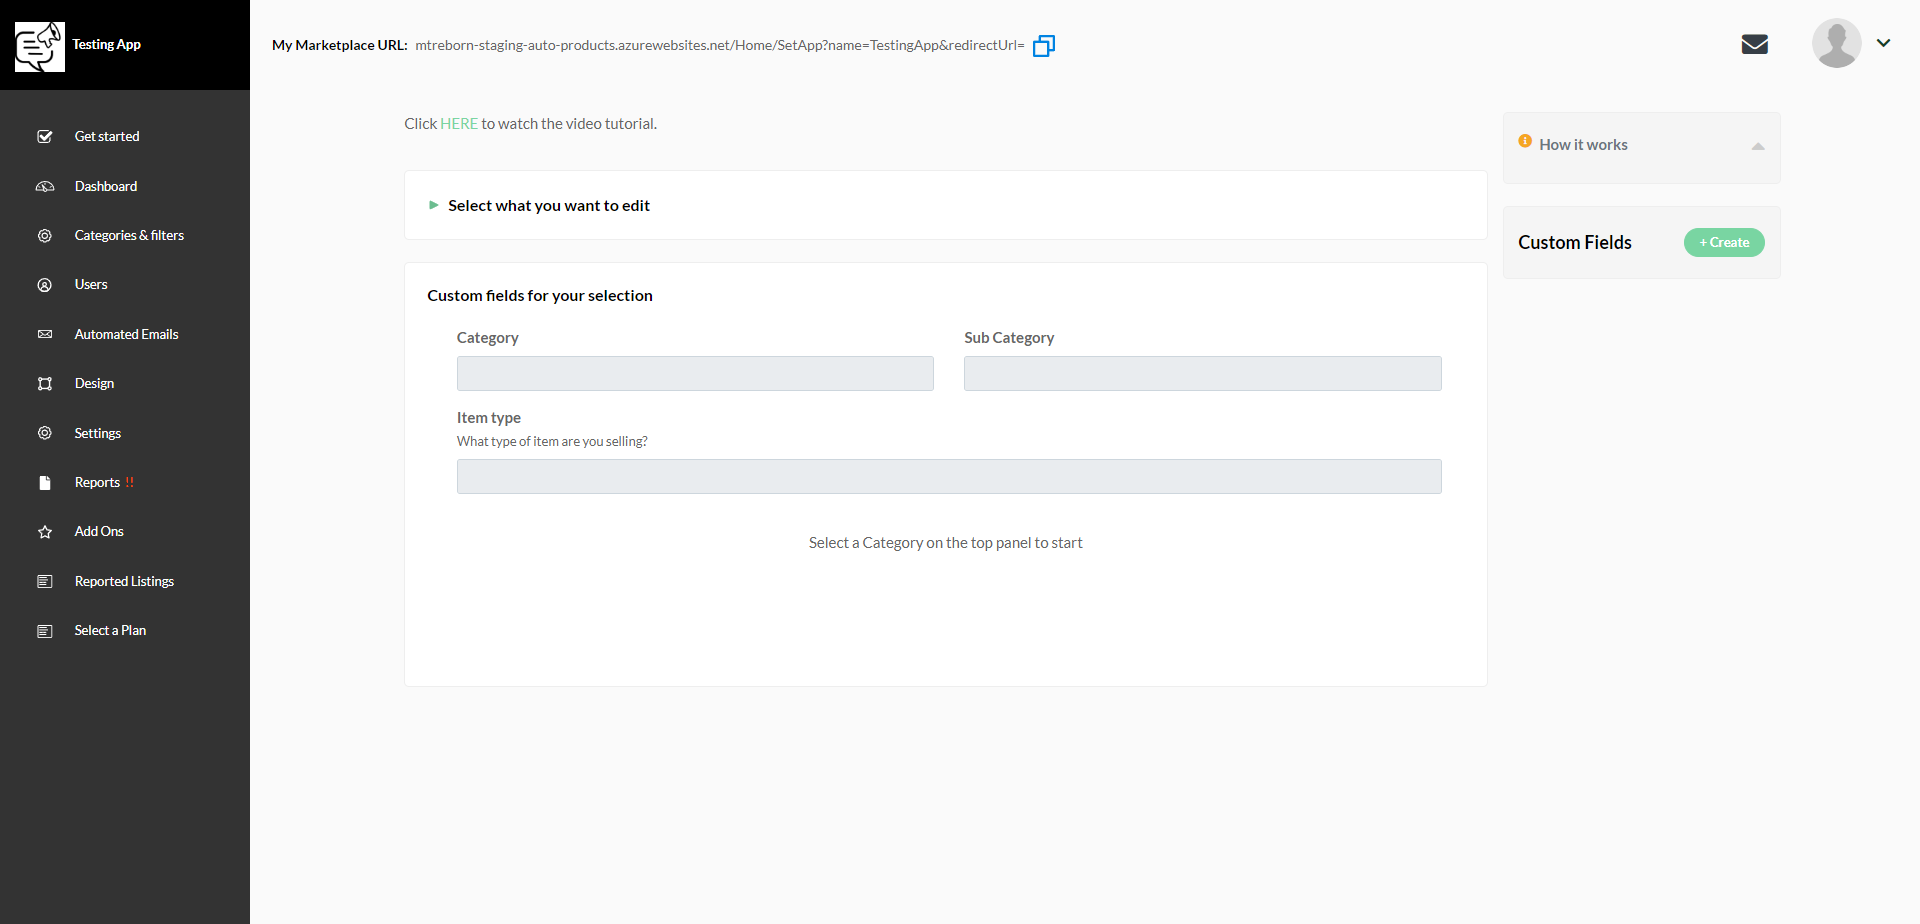 Testing App
My Marketplace URL: mtreborn-staging-auto-products.azurewebsites.net/Home/SetApp?name=TestingApp&redirectUrl=
Get started
Dashboard
Categories & filters
Users
Automated Emails
Design
Settings
Reports !!
Add Ons
Reported Listings
Select a Plan
Click HERE to watch the video tutorial.
Select what you want to edit
Custom fields for your selection
Category
Sub Category
Item type
What type of item are you selling?
Select a Category on the top panel to start
How it works
Custom Fields
+ Create